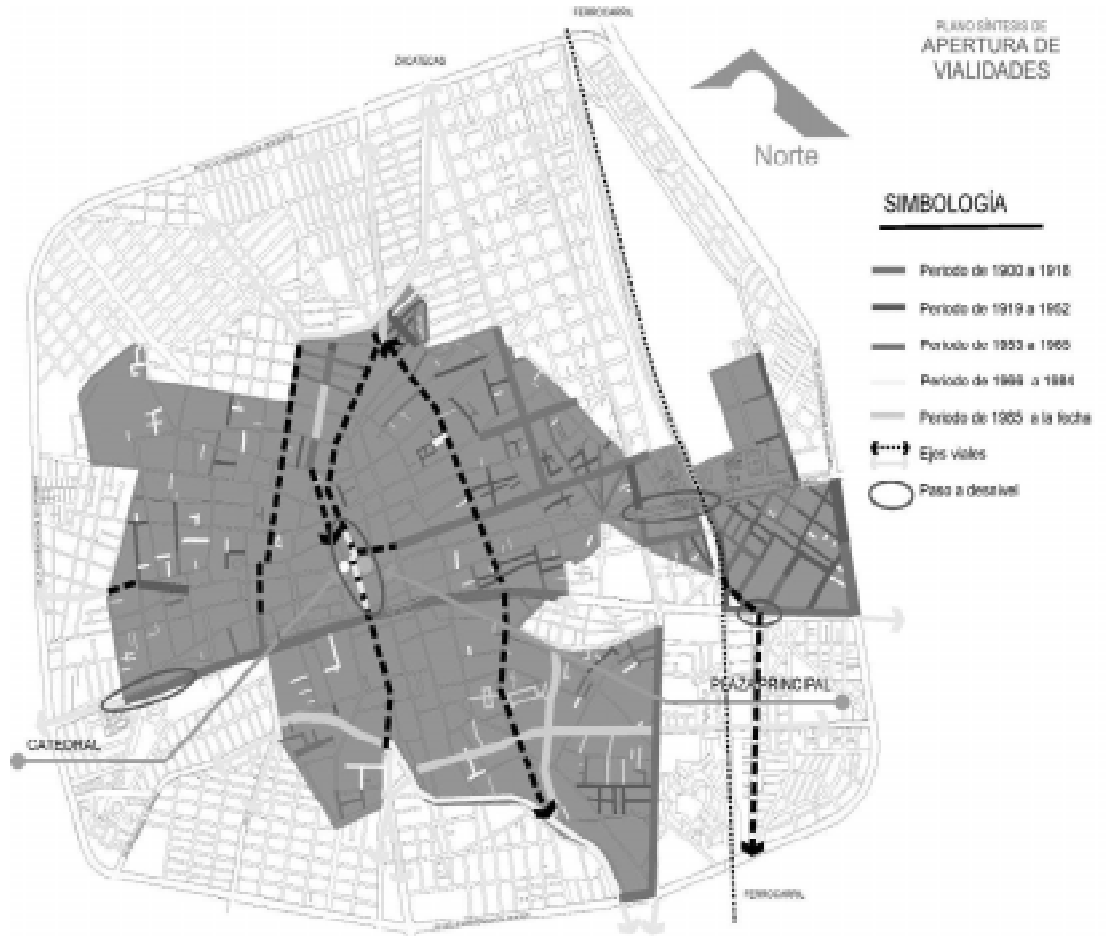 FERROCARRIL
PLANO SÍNTESIS DE
APERTURA DE
VIALIDADES
ZACATECAS
Norte
SIMBOLOGÍA
Periodo de 1900 a 1918
Periodo de 1919 a 1952
Periodo de 1953 a 1965
Periodo de 1966 a 1984
Periodo de 1985 a la fecha
Ejes viales
Paso a desnivel
PLAZA PRINCIPAL
CATEDRAL
FERROCARRIL